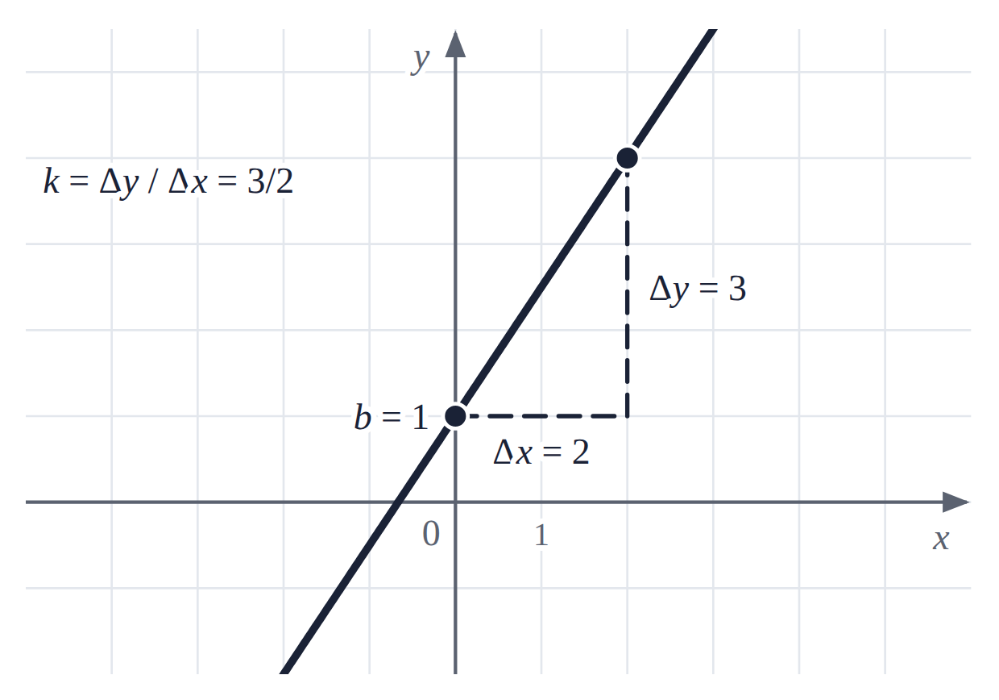 y
k = Δy / Δx = 3/2
Δy = 3
b = 1
Δx = 2
0 1
x